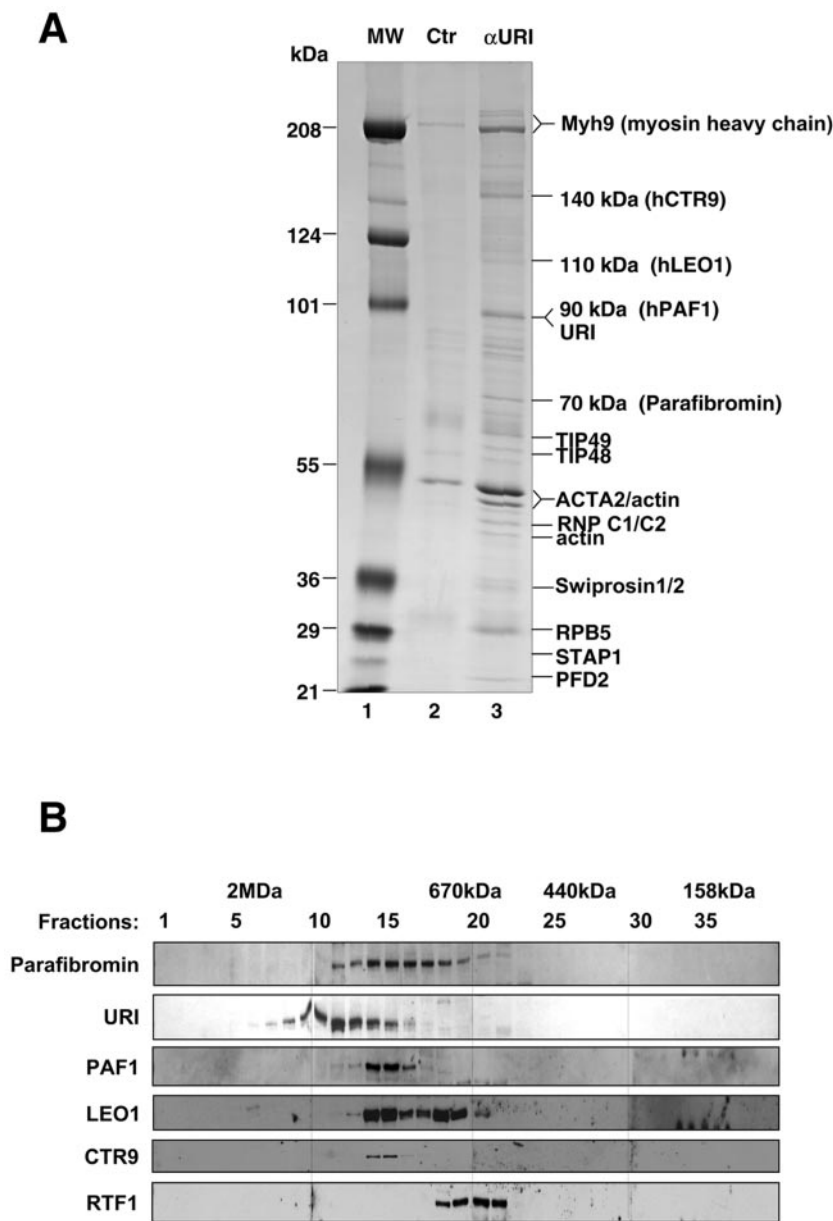 A
MW Ctr αURI
kDa
208
124
101
55
36
29
21
Myh9 (myosin heavy chain)
140 kDa (hCTR9)
110 kDa (hLEO1)
90 kDa (hPAF1)
URI
70 kDa (Parafibromin)
TIP49
TIP48
ACTA2/actin
RNP C1/C2
actin
Swiprosin1/2
RPB5
STAP1
PFD2
1 2 3
B
2MDa 670kDa 440kDa 158kDa
Fractions: 1 5 10 15 20 25 30 35
Parafibromin
URI
PAF1
LEO1
CTR9
RTF1